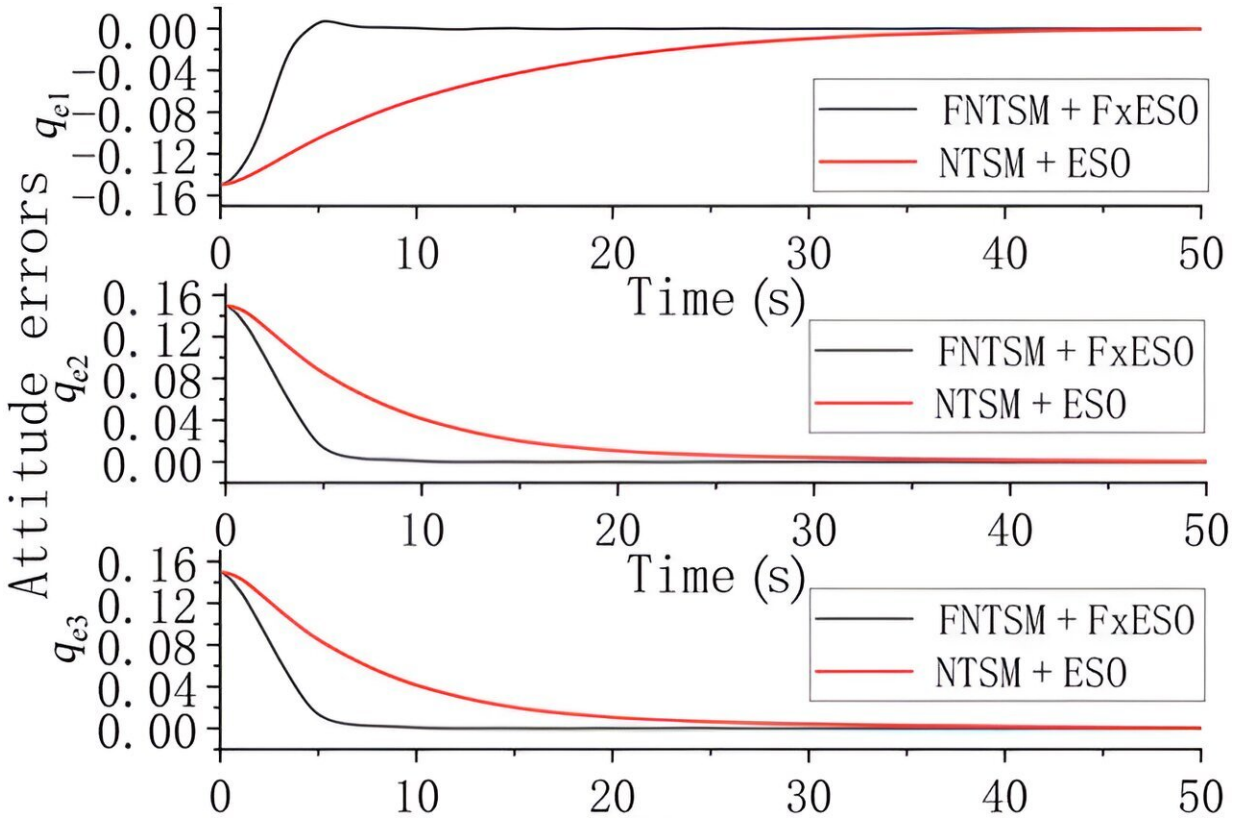 Attitude errors
q_e1
0.00
−0.04
−0.08
−0.12
−0.16
FNTSM + FxESO
NTSM + ESO
0 10 20 30 40 50
Time (s)
q_e2
0.16
0.12
0.08
0.04
0.00
FNTSM + FxESO
NTSM + ESO
0 10 20 30 40 50
Time (s)
q_e3
0.16
0.12
0.08
0.04
0.00
FNTSM + FxESO
NTSM + ESO
0 10 20 30 40 50